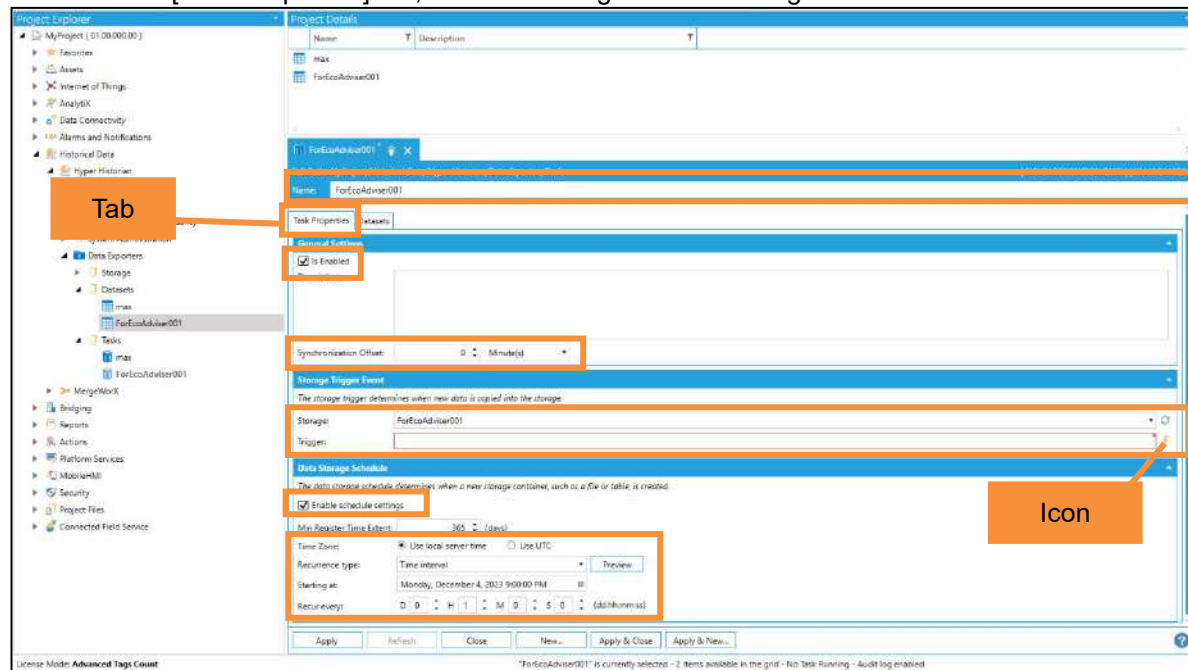 Project Explorer
Project Details
MyProject ( 01.00.000.00 )
Favorites
Assets
Internet of Things
AnalytiX
Data Connectivity
Alarms and Notifications
Historical Data
Hyper Historian
Data Exporters
Storage
Datasets
max
ForEcoAdviser001
Tasks
max
ForEcoAdviser001
MergeWorX
Bridging
Reports
Actions
Platform Services
MobileHMI
Security
Project Files
Connected Field Service
Name
Description
max
ForEcoAdviser001
ForEcoAdviser001 *
Name: ForEcoAdviser001
Tab
Task Properties
Datasets
General Settings
Is Enabled
Synchronization Offset: 0 Minute(s)
Storage Trigger Event
The storage trigger determines when new data is copied into the storage.
Storage: ForEcoAdviser001
Trigger:
Data Storage Schedule
The data storage schedule determines when a new storage container, such as a file or table, is created.
Enable schedule settings
Icon
Min Register Time Extent: 365 (days)
Time Zone: Use local server time Use UTC
Recurrence type: Time interval Preview
Starting at: Monday, December 4, 2023 9:00:00 PM
Recur every: D 0 H 1 M 0 S 0 (dd:hh:mm:ss)
Apply Refresh Close New... Apply & Close Apply & New...
License Mode: Advanced Tags Count
"ForEcoAdviser001" is currently selected - 2 items available in the grid - No Task Running - Audit log enabled